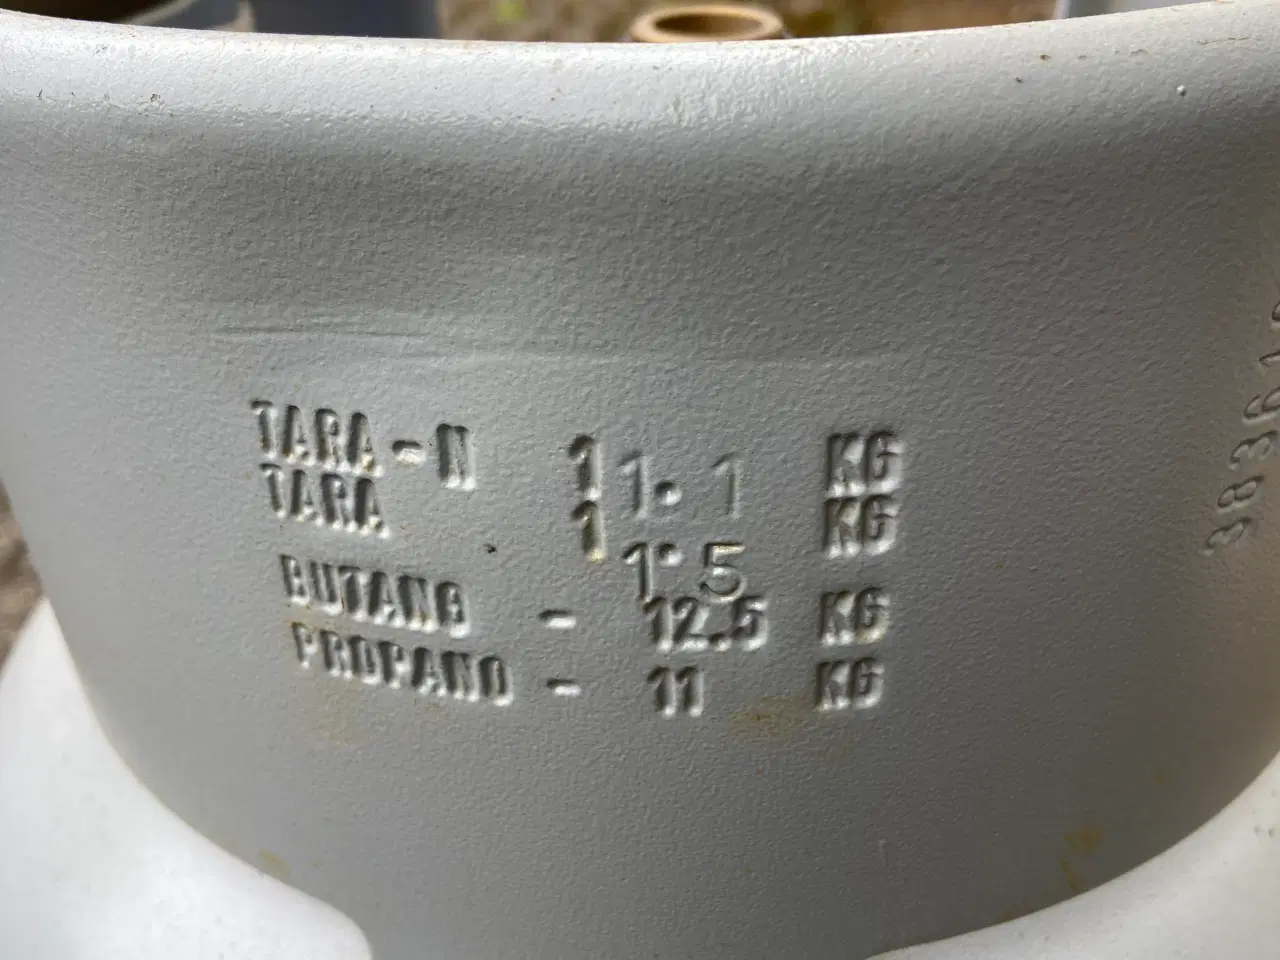 TARA-N 11.1 KG
TARA 11.5 KG
BUTANO - 12.5 KG
PROPANO - 11 KG